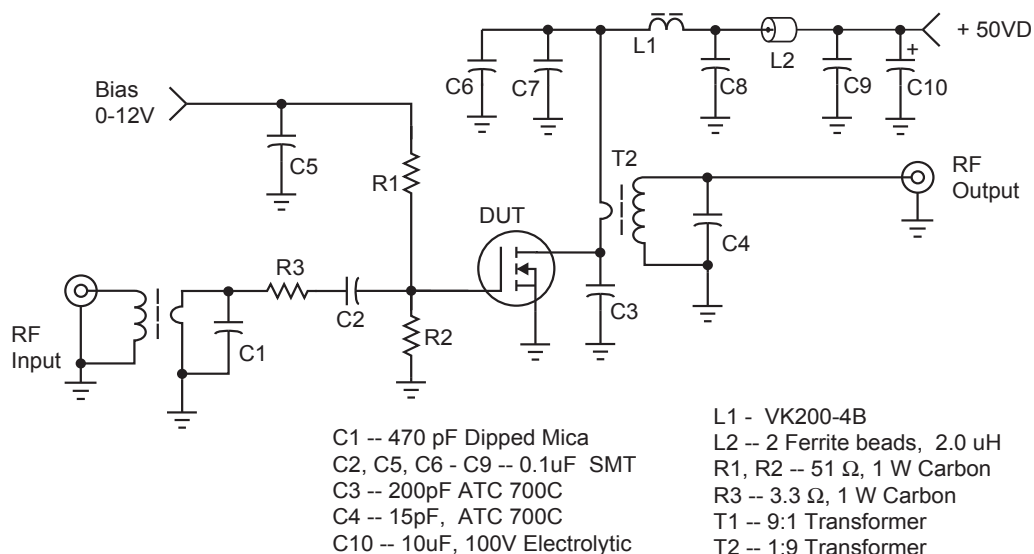 L1
+ 50VD
L2
+
C6
C7
C8
C9
C10
Bias
0-12V
C5
R1
T2
RF
Output
DUT
C4
R3
C2
C3
R2
RF
Input
C1
C1 -- 470 pF Dipped Mica
C2, C5, C6 - C9 -- 0.1uF SMT
C3 -- 200pF ATC 700C
C4 -- 15pF, ATC 700C
C10 -- 10uF, 100V Electrolytic
L1 - VK200-4B
L2 -- 2 Ferrite beads, 2.0 uH
R1, R2 -- 51 Ω, 1 W Carbon
R3 -- 3.3 Ω, 1 W Carbon
T1 -- 9:1 Transformer
T2 -- 1:9 Transformer